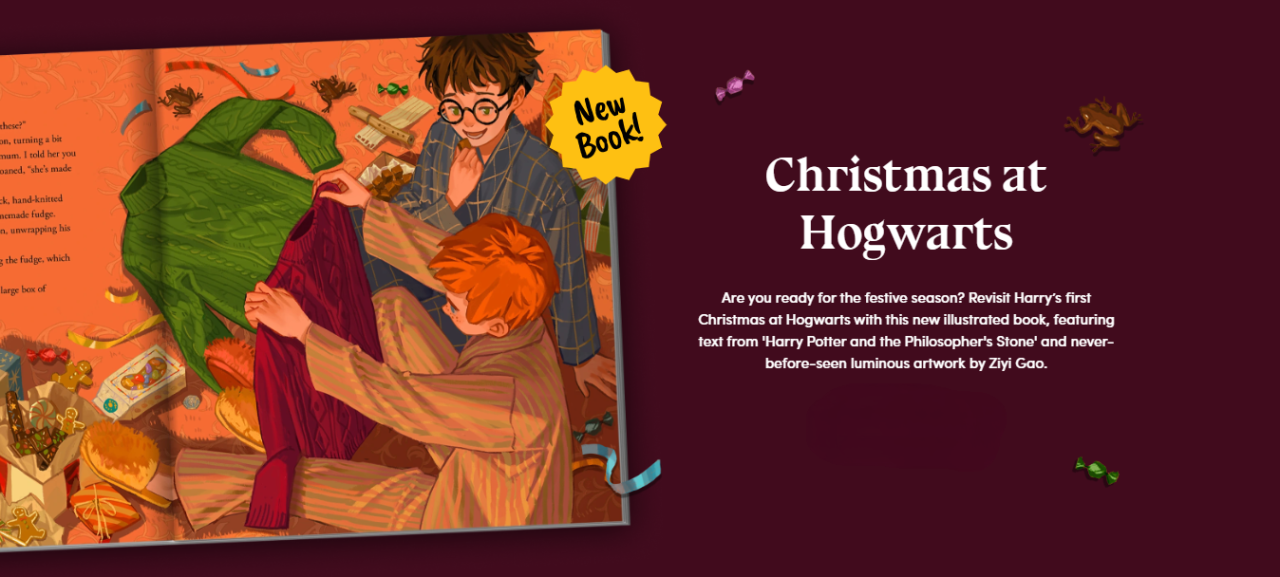 these?"
on, turning a bit
mum. I told her you
oaned, "she's made
ck, hand-knitted
memade fudge.
on, unwrapping his
g the fudge, which
large box of
New
Book!
Christmas at
Hogwarts
Are you ready for the festive season? Revisit Harry's first
Christmas at Hogwarts with this new illustrated book, featuring
text from 'Harry Potter and the Philosopher's Stone' and never-
before-seen luminous artwork by Ziyi Gao.